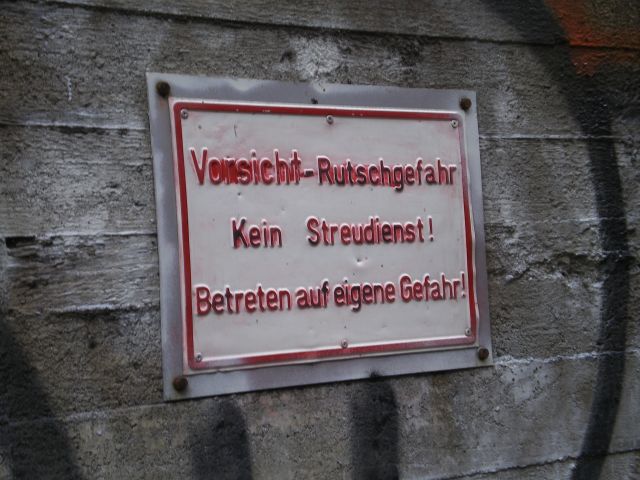 Vorsicht-Rutschgefahr
Kein Streudienst!
Betreten auf eigene Gefahr!